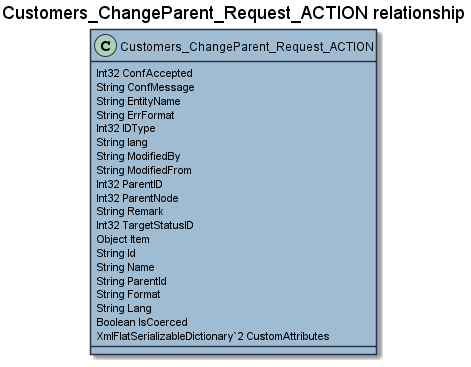 Customers_ChangeParent_Request_ACTION relationship
C Customers_ChangeParent_Request_ACTION
Int32 ConfAccepted
String ConfMessage
String EntityName
String ErrFormat
Int32 IDType
String lang
String ModifiedBy
String ModifiedFrom
Int32 ParentID
Int32 ParentNode
String Remark
Int32 TargetStatusID
Object Item
String Id
String Name
String ParentId
String Format
String Lang
Boolean IsCoerced
XmlFlatSerializableDictionary`2 CustomAttributes